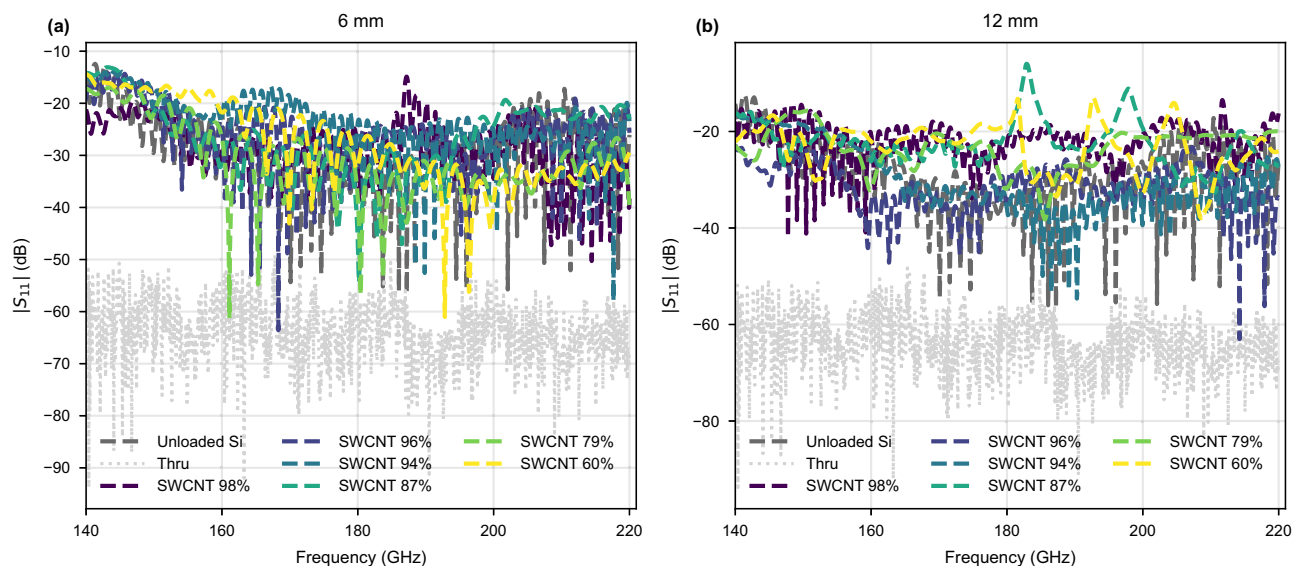 (a)
6 mm
−10
−20
−30
−40
−50
−60
−70
−80
−90
|S11| (dB)
Unloaded Si
Thru
SWCNT 98%
SWCNT 96%
SWCNT 94%
SWCNT 87%
SWCNT 79%
SWCNT 60%
140
160
180
200
220
Frequency (GHz)
(b)
12 mm
−20
−40
−60
−80
|S11| (dB)
Unloaded Si
Thru
SWCNT 98%
SWCNT 96%
SWCNT 94%
SWCNT 87%
SWCNT 79%
SWCNT 60%
140
160
180
200
220
Frequency (GHz)